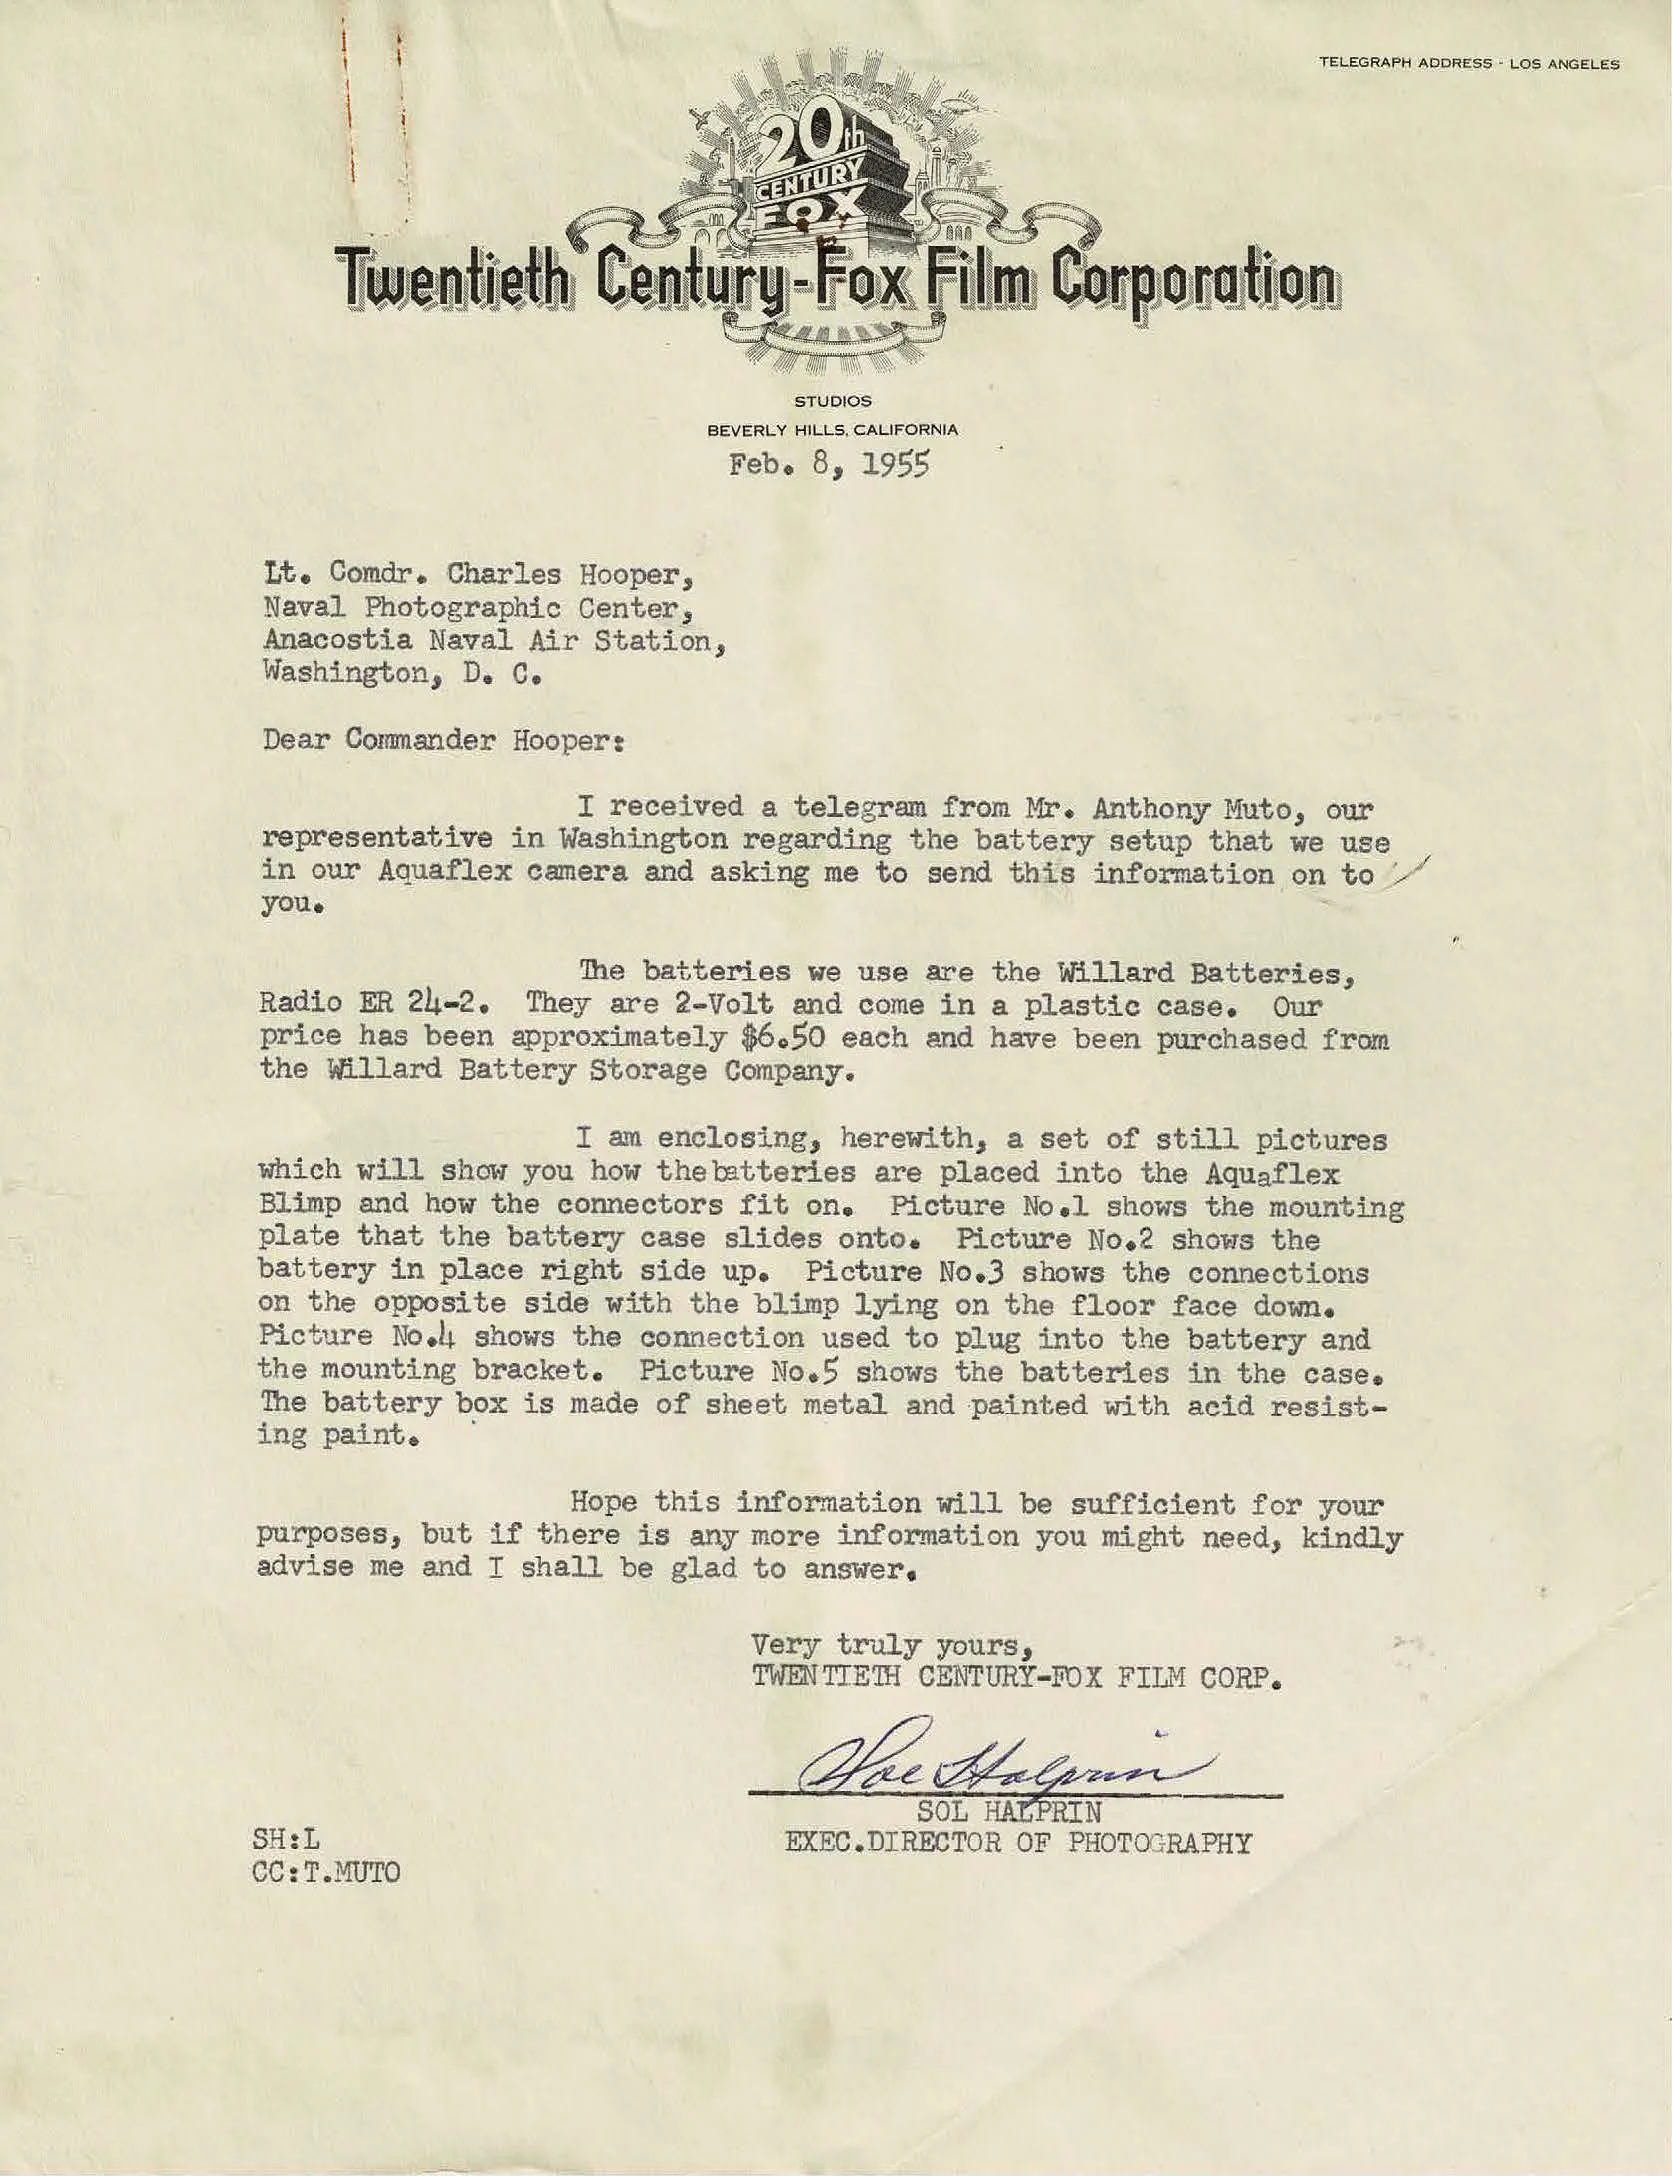 TELEGRAPH ADDRESS - LOS ANGELES
20th
CENTURY
FOX
Twentieth Century-Fox Film Corporation
STUDIOS
BEVERLY HILLS, CALIFORNIA
Feb. 8, 1955
Lt. Comdr. Charles Hooper,
Naval Photographic Center,
Anacostia Naval Air Station,
Washington, D. C.
Dear Commander Hooper:
I received a telegram from Mr. Anthony Muto, our
representative in Washington regarding the battery setup that we use
in our Aquaflex camera and asking me to send this information on to
you.
The batteries we use are the Willard Batteries,
Radio ER 24-2. They are 2-Volt and come in a plastic case. Our
price has been approximately $6.50 each and have been purchased from
the Willard Battery Storage Company.
I am enclosing, herewith, a set of still pictures
which will show you how the batteries are placed into the Aquaflex
Blimp and how the connectors fit on. Picture No.1 shows the mounting
plate that the battery case slides onto. Picture No.2 shows the
battery in place right side up. Picture No.3 shows the connections
on the opposite side with the blimp lying on the floor face down.
Picture No.4 shows the connection used to plug into the battery and
the mounting bracket. Picture No.5 shows the batteries in the case.
The battery box is made of sheet metal and painted with acid resist-
ing paint.
Hope this information will be sufficient for your
purposes, but if there is any more information you might need, kindly
advise me and I shall be glad to answer.
Very truly yours,
TWENTIETH CENTURY-FOX FILM CORP.
Sol Halprin
SOL HALPRIN
EXEC.DIRECTOR OF PHOTOGRAPHY
SH:L
CC:T.MUTO